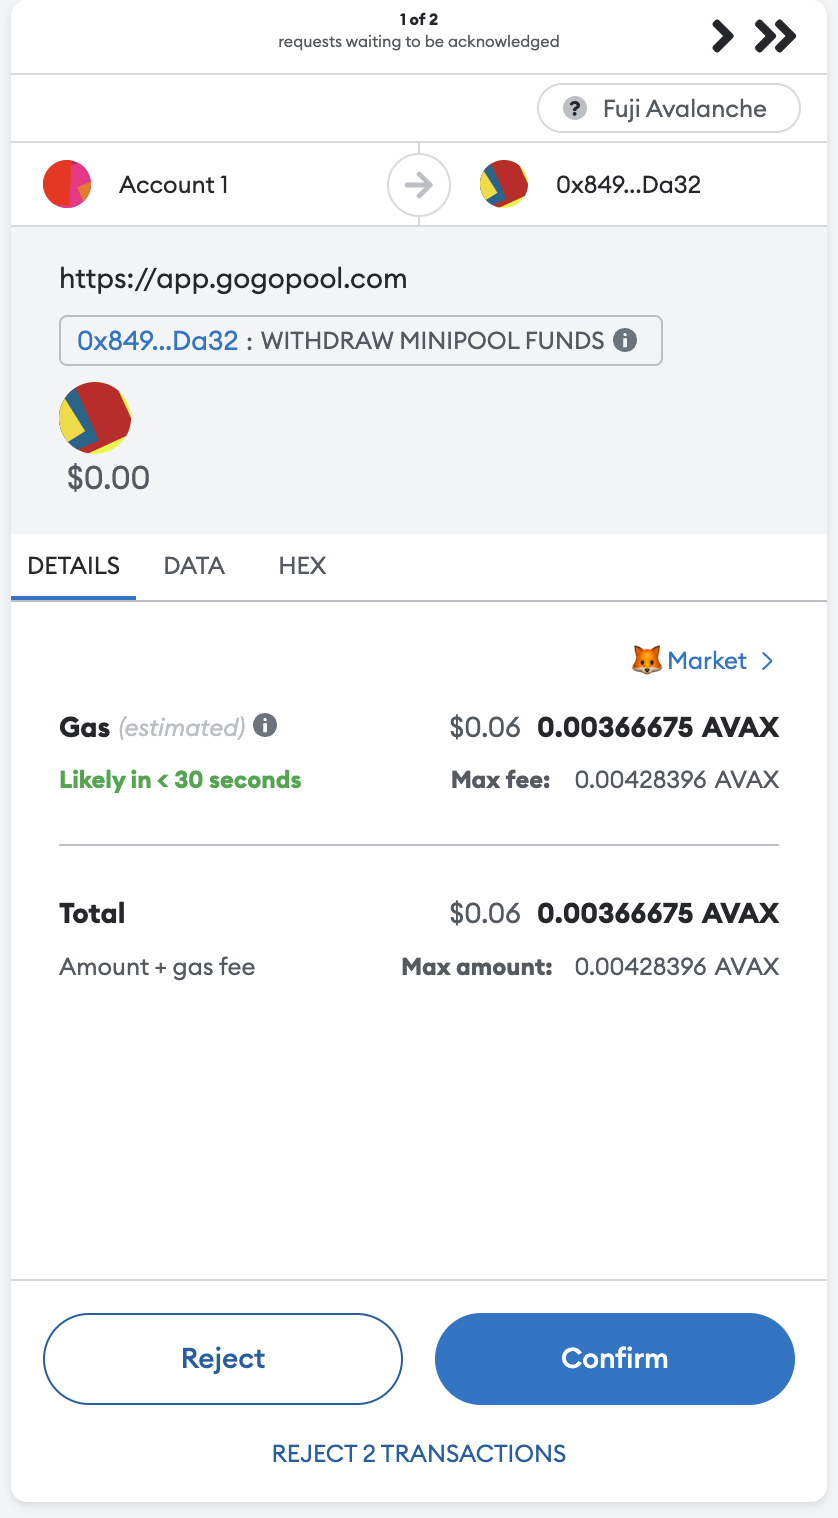 1 of 2
requests waiting to be acknowledged
? Fuji Avalanche
Account 1
0x849...Da32
https://app.gogopool.com
0x849...Da32 : WITHDRAW MINIPOOL FUNDS
$0.00
DETAILS DATA HEX
Market
Gas (estimated) $0.06 0.00366675 AVAX
Likely in < 30 seconds Max fee: 0.00428396 AVAX
Total $0.06 0.00366675 AVAX
Amount + gas fee Max amount: 0.00428396 AVAX
Reject Confirm
REJECT 2 TRANSACTIONS